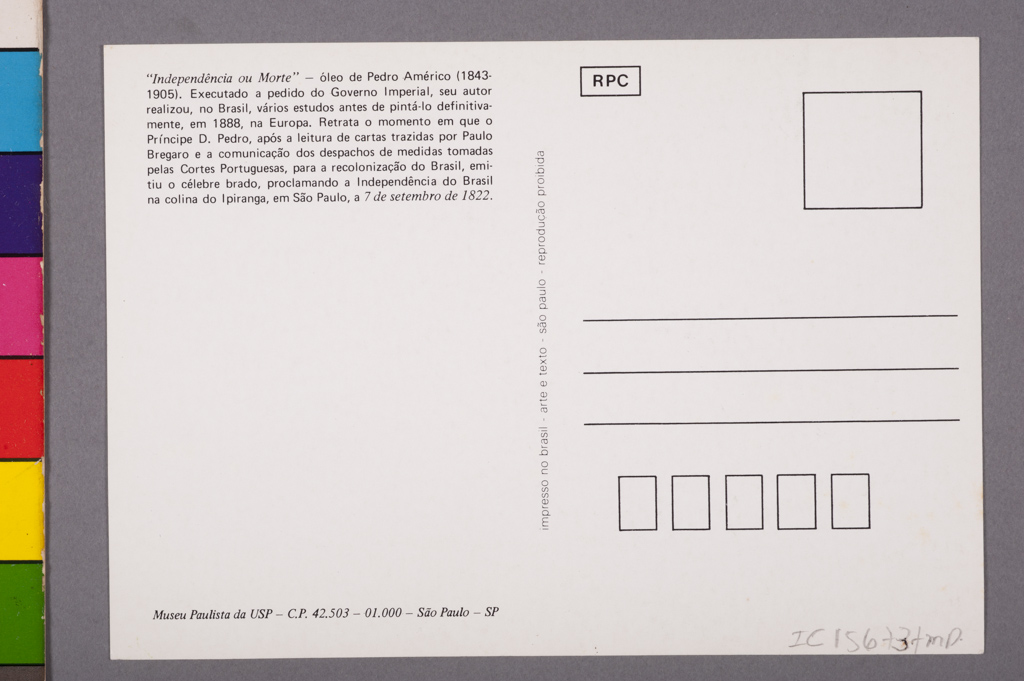 "Independência ou Morte" – óleo de Pedro Américo (1843-
1905). Executado a pedido do Governo Imperial, seu autor
realizou, no Brasil, vários estudos antes de pintá-lo definitiva-
mente, em 1888, na Europa. Retrata o momento em que o
Príncipe D. Pedro, após a leitura de cartas trazidas por Paulo
Bregaro e a comunicação dos despachos de medidas tomadas
pelas Cortes Portuguesas, para a recolonização do Brasil, emi-
tiu o célebre brado, proclamando a Independência do Brasil
na colina do Ipiranga, em São Paulo, a 7 de setembro de 1822.
Museu Paulista da USP – C.P. 42.503 – 01.000 – São Paulo – SP
impresso no brasil - arte e texto - são paulo - reprodução proibida
RPC